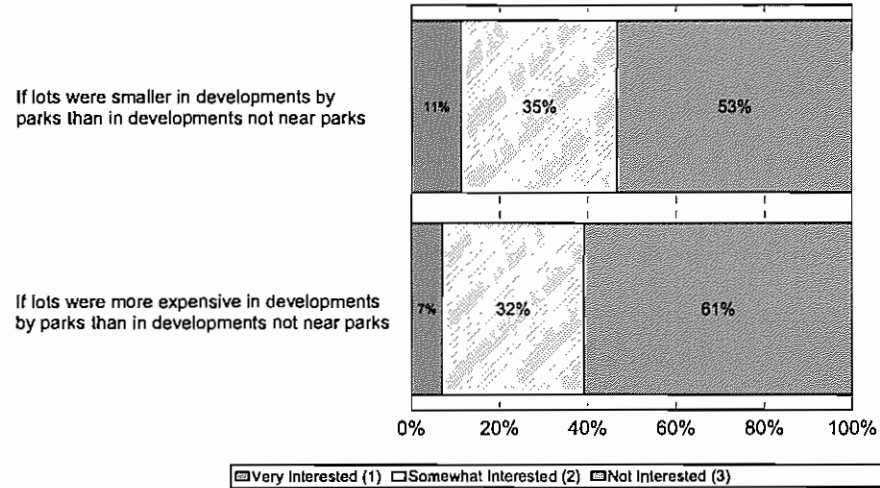 If lots were smaller in developments by
parks than in developments not near parks
11%
35%
53%
If lots were more expensive in developments
by parks than in developments not near parks
7%
32%
61%
0%
20%
40%
60%
80%
100%
Very Interested (1)
Somewhat Interested (2)
Not Interested (3)